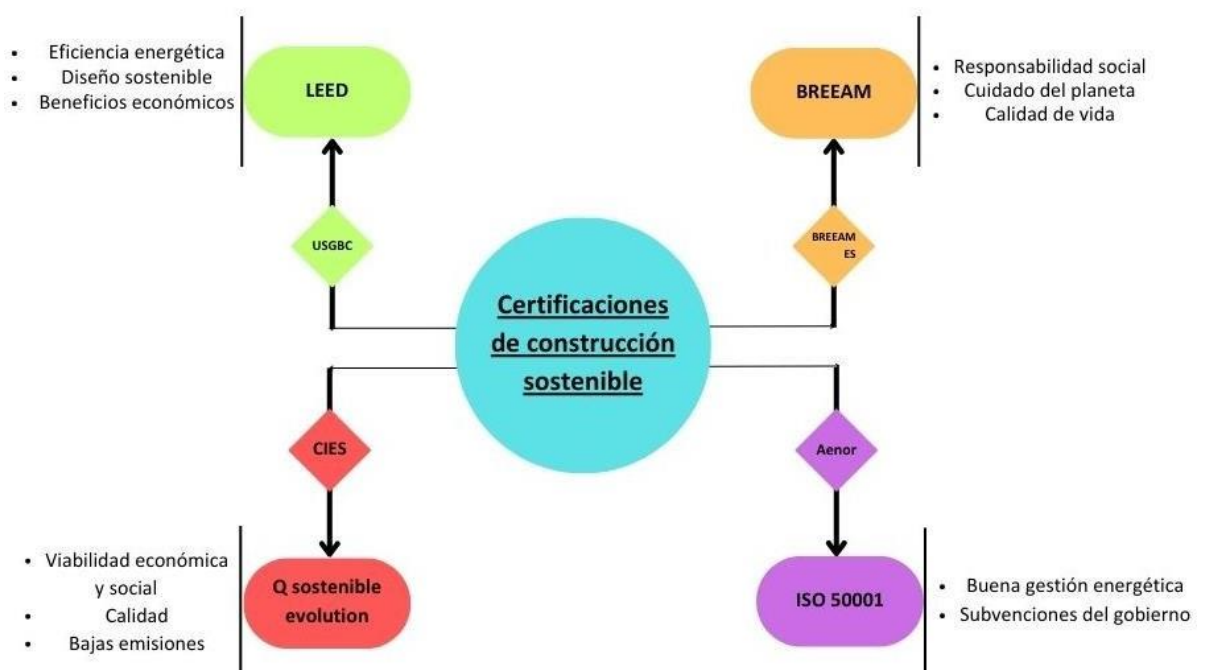 • Eficiencia energética
• Diseño sostenible
• Beneficios económicos
LEED
BREEAM
• Responsabilidad social
• Cuidado del planeta
• Calidad de vida
USGBC
BREEAM
ES
Certificaciones
de construcción
sostenible
CIES
Aenor
• Viabilidad económica
y social
• Calidad
• Bajas emisiones
Q sostenible
evolution
ISO 50001
• Buena gestión energética
• Subvenciones del gobierno